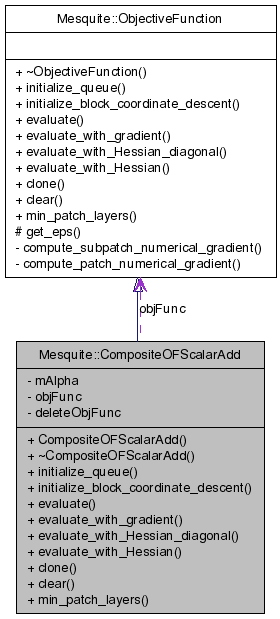 Mesquite::ObjectiveFunction
+ ~ObjectiveFunction()
+ initialize_queue()
+ initialize_block_coordinate_descent()
+ evaluate()
+ evaluate_with_gradient()
+ evaluate_with_Hessian_diagonal()
+ evaluate_with_Hessian()
+ clone()
+ clear()
+ min_patch_layers()
# get_eps()
- compute_subpatch_numerical_gradient()
- compute_patch_numerical_gradient()
objFunc
Mesquite::CompositeOFScalarAdd
- mAlpha
- objFunc
- deleteObjFunc
+ CompositeOFScalarAdd()
+ ~CompositeOFScalarAdd()
+ initialize_queue()
+ initialize_block_coordinate_descent()
+ evaluate()
+ evaluate_with_gradient()
+ evaluate_with_Hessian_diagonal()
+ evaluate_with_Hessian()
+ clone()
+ clear()
+ min_patch_layers()